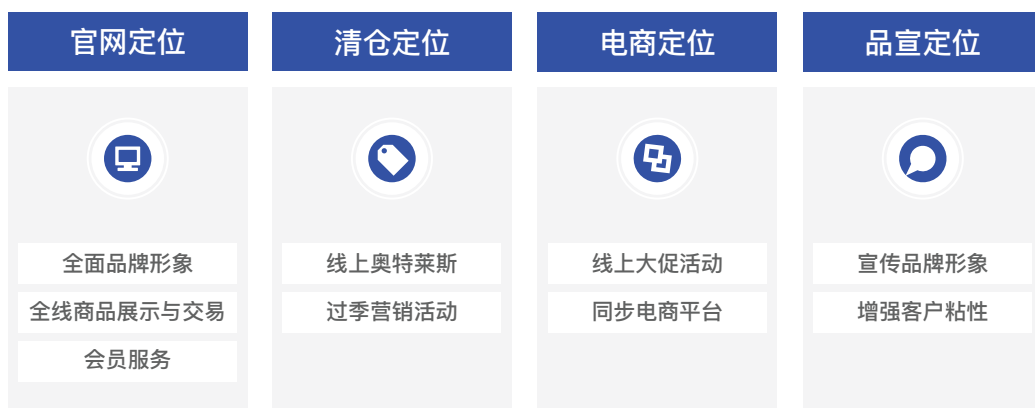 官网定位
全面品牌形象
全线商品展示与交易
会员服务
清仓定位
线上奥特莱斯
过季营销活动
电商定位
线上大促活动
同步电商平台
品宣定位
宣传品牌形象
增强客户粘性